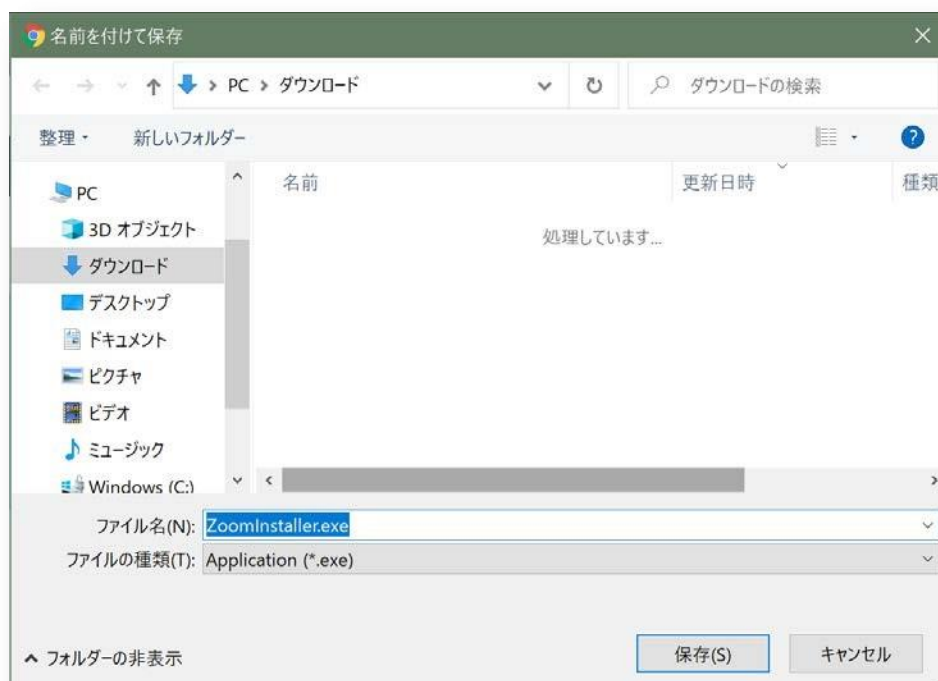 名前を付けて保存
PC > ダウンロード
ダウンロードの検索
整理
新しいフォルダー
PC
3D オブジェクト
ダウンロード
デスクトップ
ドキュメント
ピクチャ
ビデオ
ミュージック
Windows (C:)
名前
更新日時
種類
処理しています...
ファイル名(N): ZoomInstaller.exe
ファイルの種類(T): Application (*.exe)
フォルダーの非表示
保存(S)
キャンセル